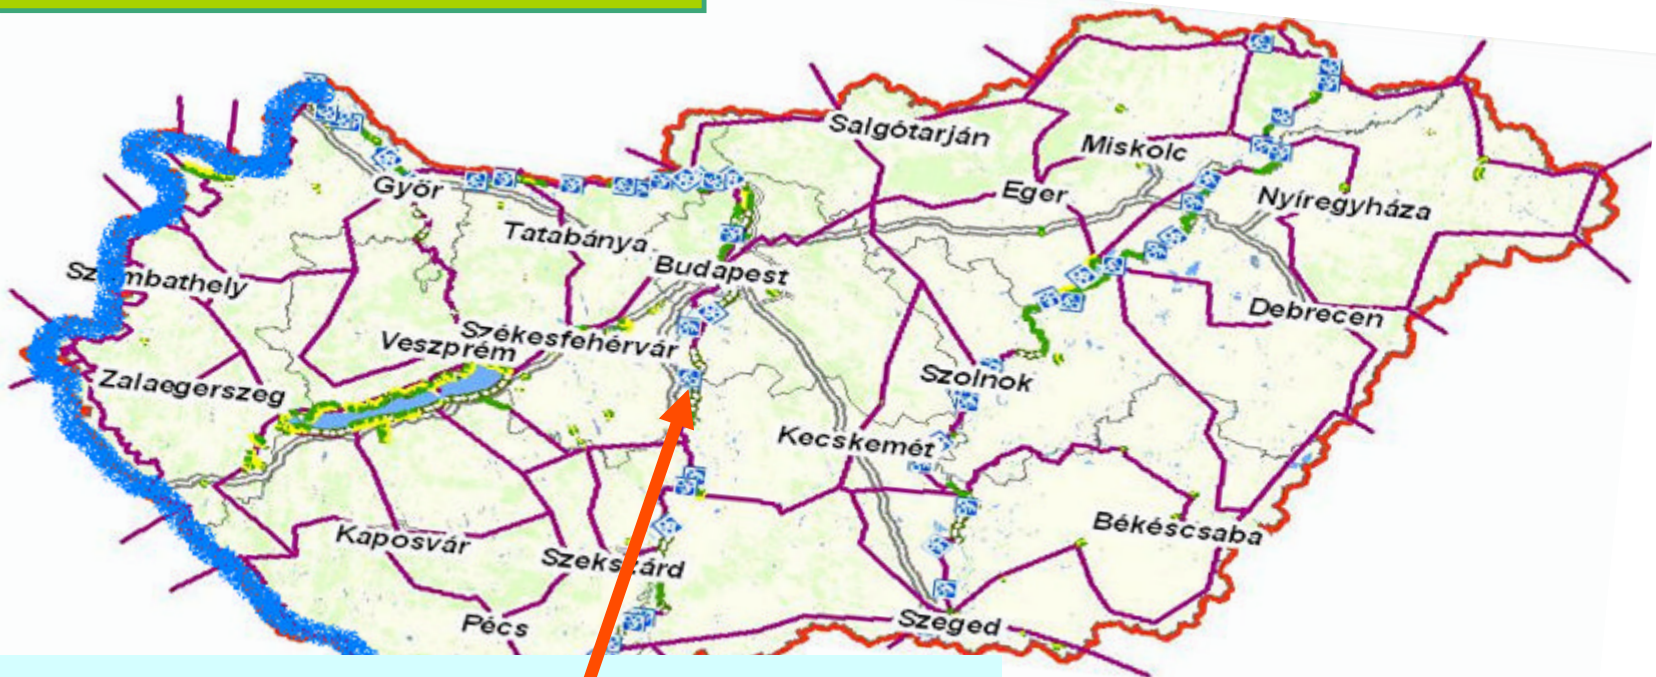 Salgótarján
Miskolc
Győr
Eger
Nyíregyháza
Tatabánya
Budapest
Szombathely
Debrecen
Székesfehérvár
Veszprém
Zalaegerszeg
Szolnok
Kecskemét
Békéscsaba
Kaposvár
Szekszárd
Pécs
Szeged